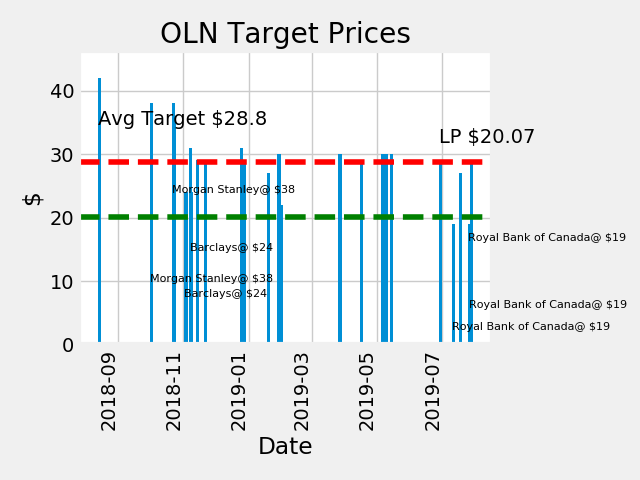 OLN Target Prices
40
Avg Target $28.8
LP $20.07
30
Morgan Stanley@ $38
$
20
Royal Bank of Canada@ $19
Barclays@ $24
Morgan Stanley@ $38
10
Barclays@ $24
Royal Bank of Canada@ $19
Royal Bank of Canada@ $19
0
2018-09
2018-11
2019-01
2019-03
2019-05
2019-07
Date